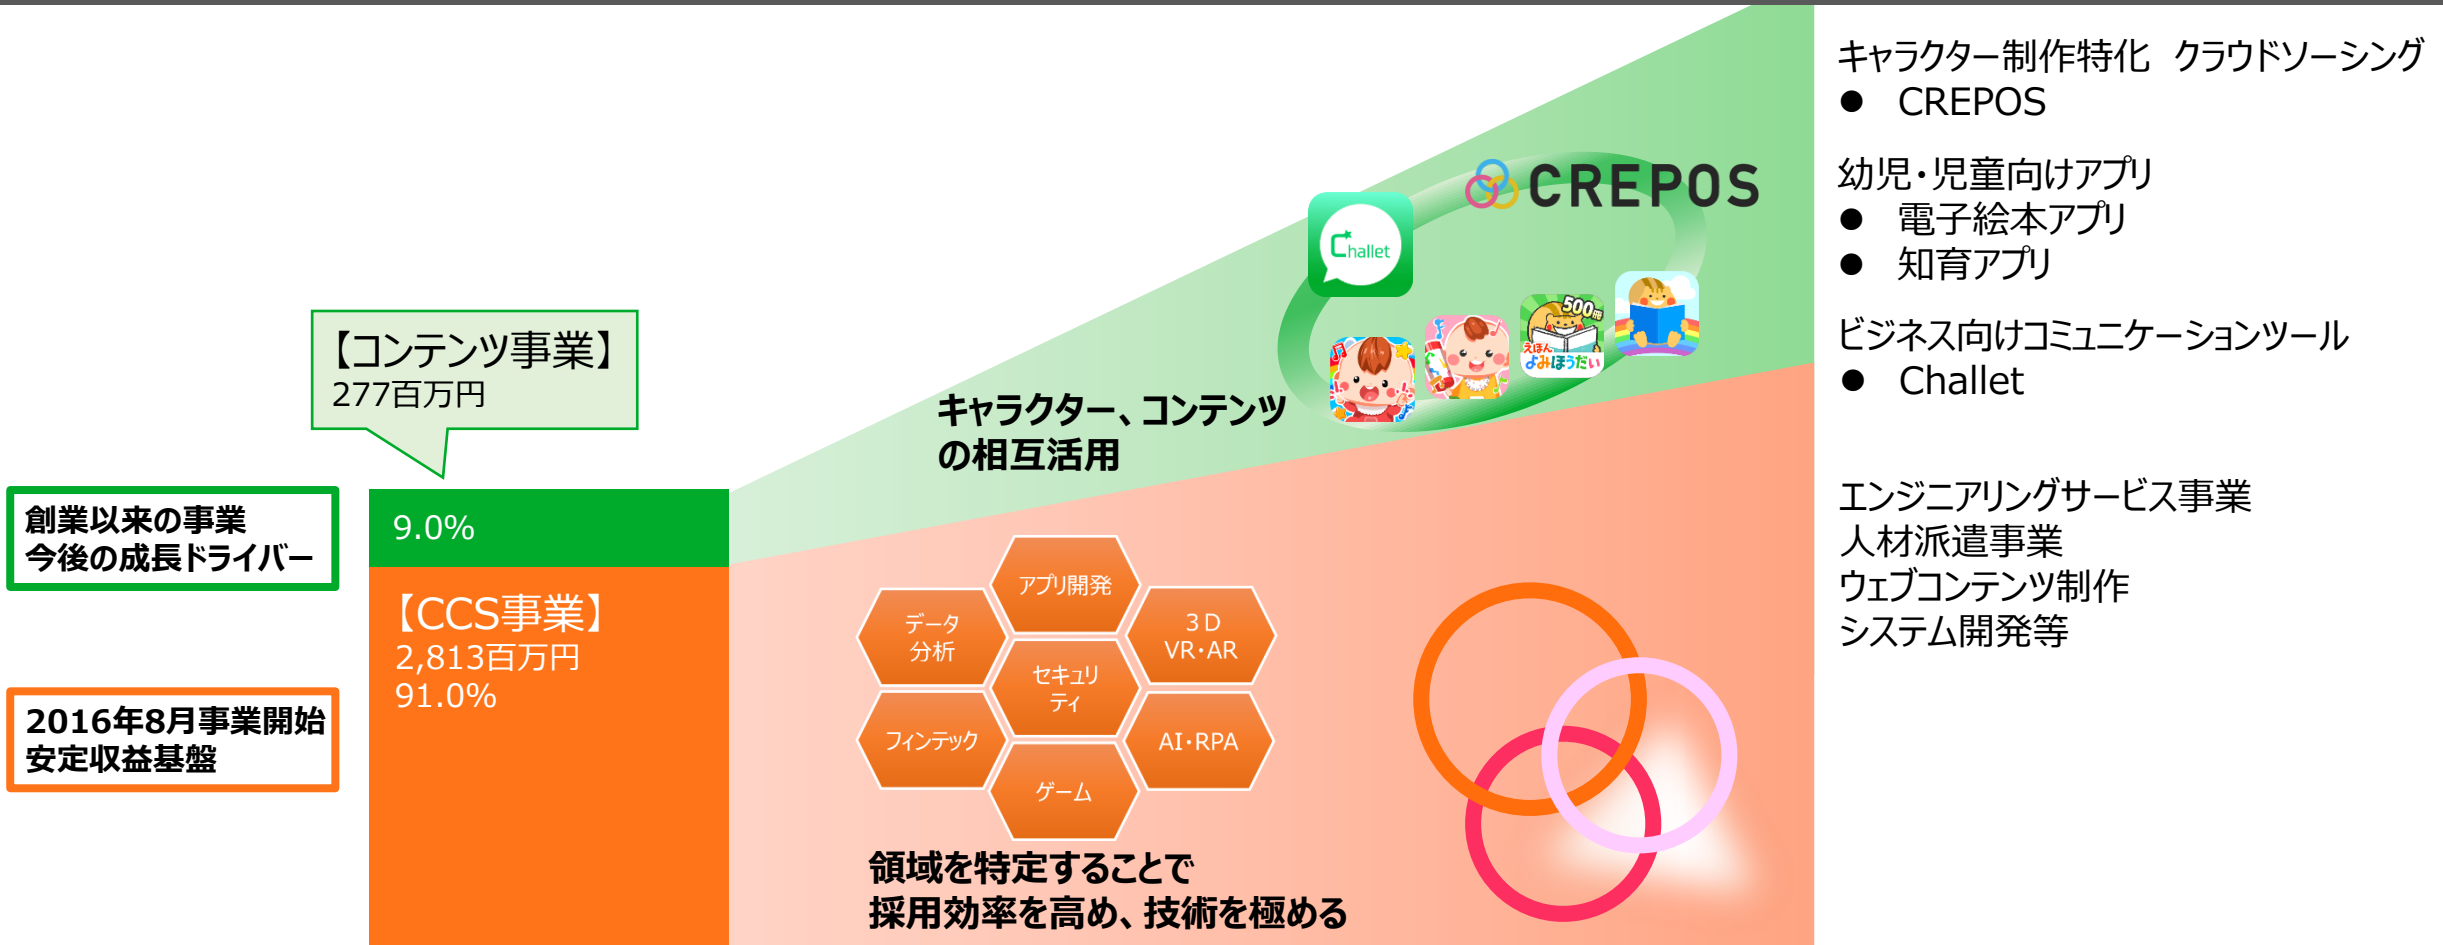 【コンテンツ事業】
277百万円
創業以来の事業
今後の成長ドライバー
9.0%
【CCS事業】
2,813百万円
91.0%
2016年8月事業開始
安定収益基盤
キャラクター、コンテンツ
の相互活用
Challet
CREPOS
500冊
えほん
よみほうだい
アプリ開発
データ
分析
3D
VR・AR
セキュリ
ティ
フィンテック
AI・RPA
ゲーム
領域を特定することで
採用効率を高め、技術を極める
キャラクター制作特化 クラウドソーシング
● CREPOS
幼児・児童向けアプリ
● 電子絵本アプリ
● 知育アプリ
ビジネス向けコミュニケーションツール
● Challet
エンジニアリングサービス事業
人材派遣事業
ウェブコンテンツ制作
システム開発等